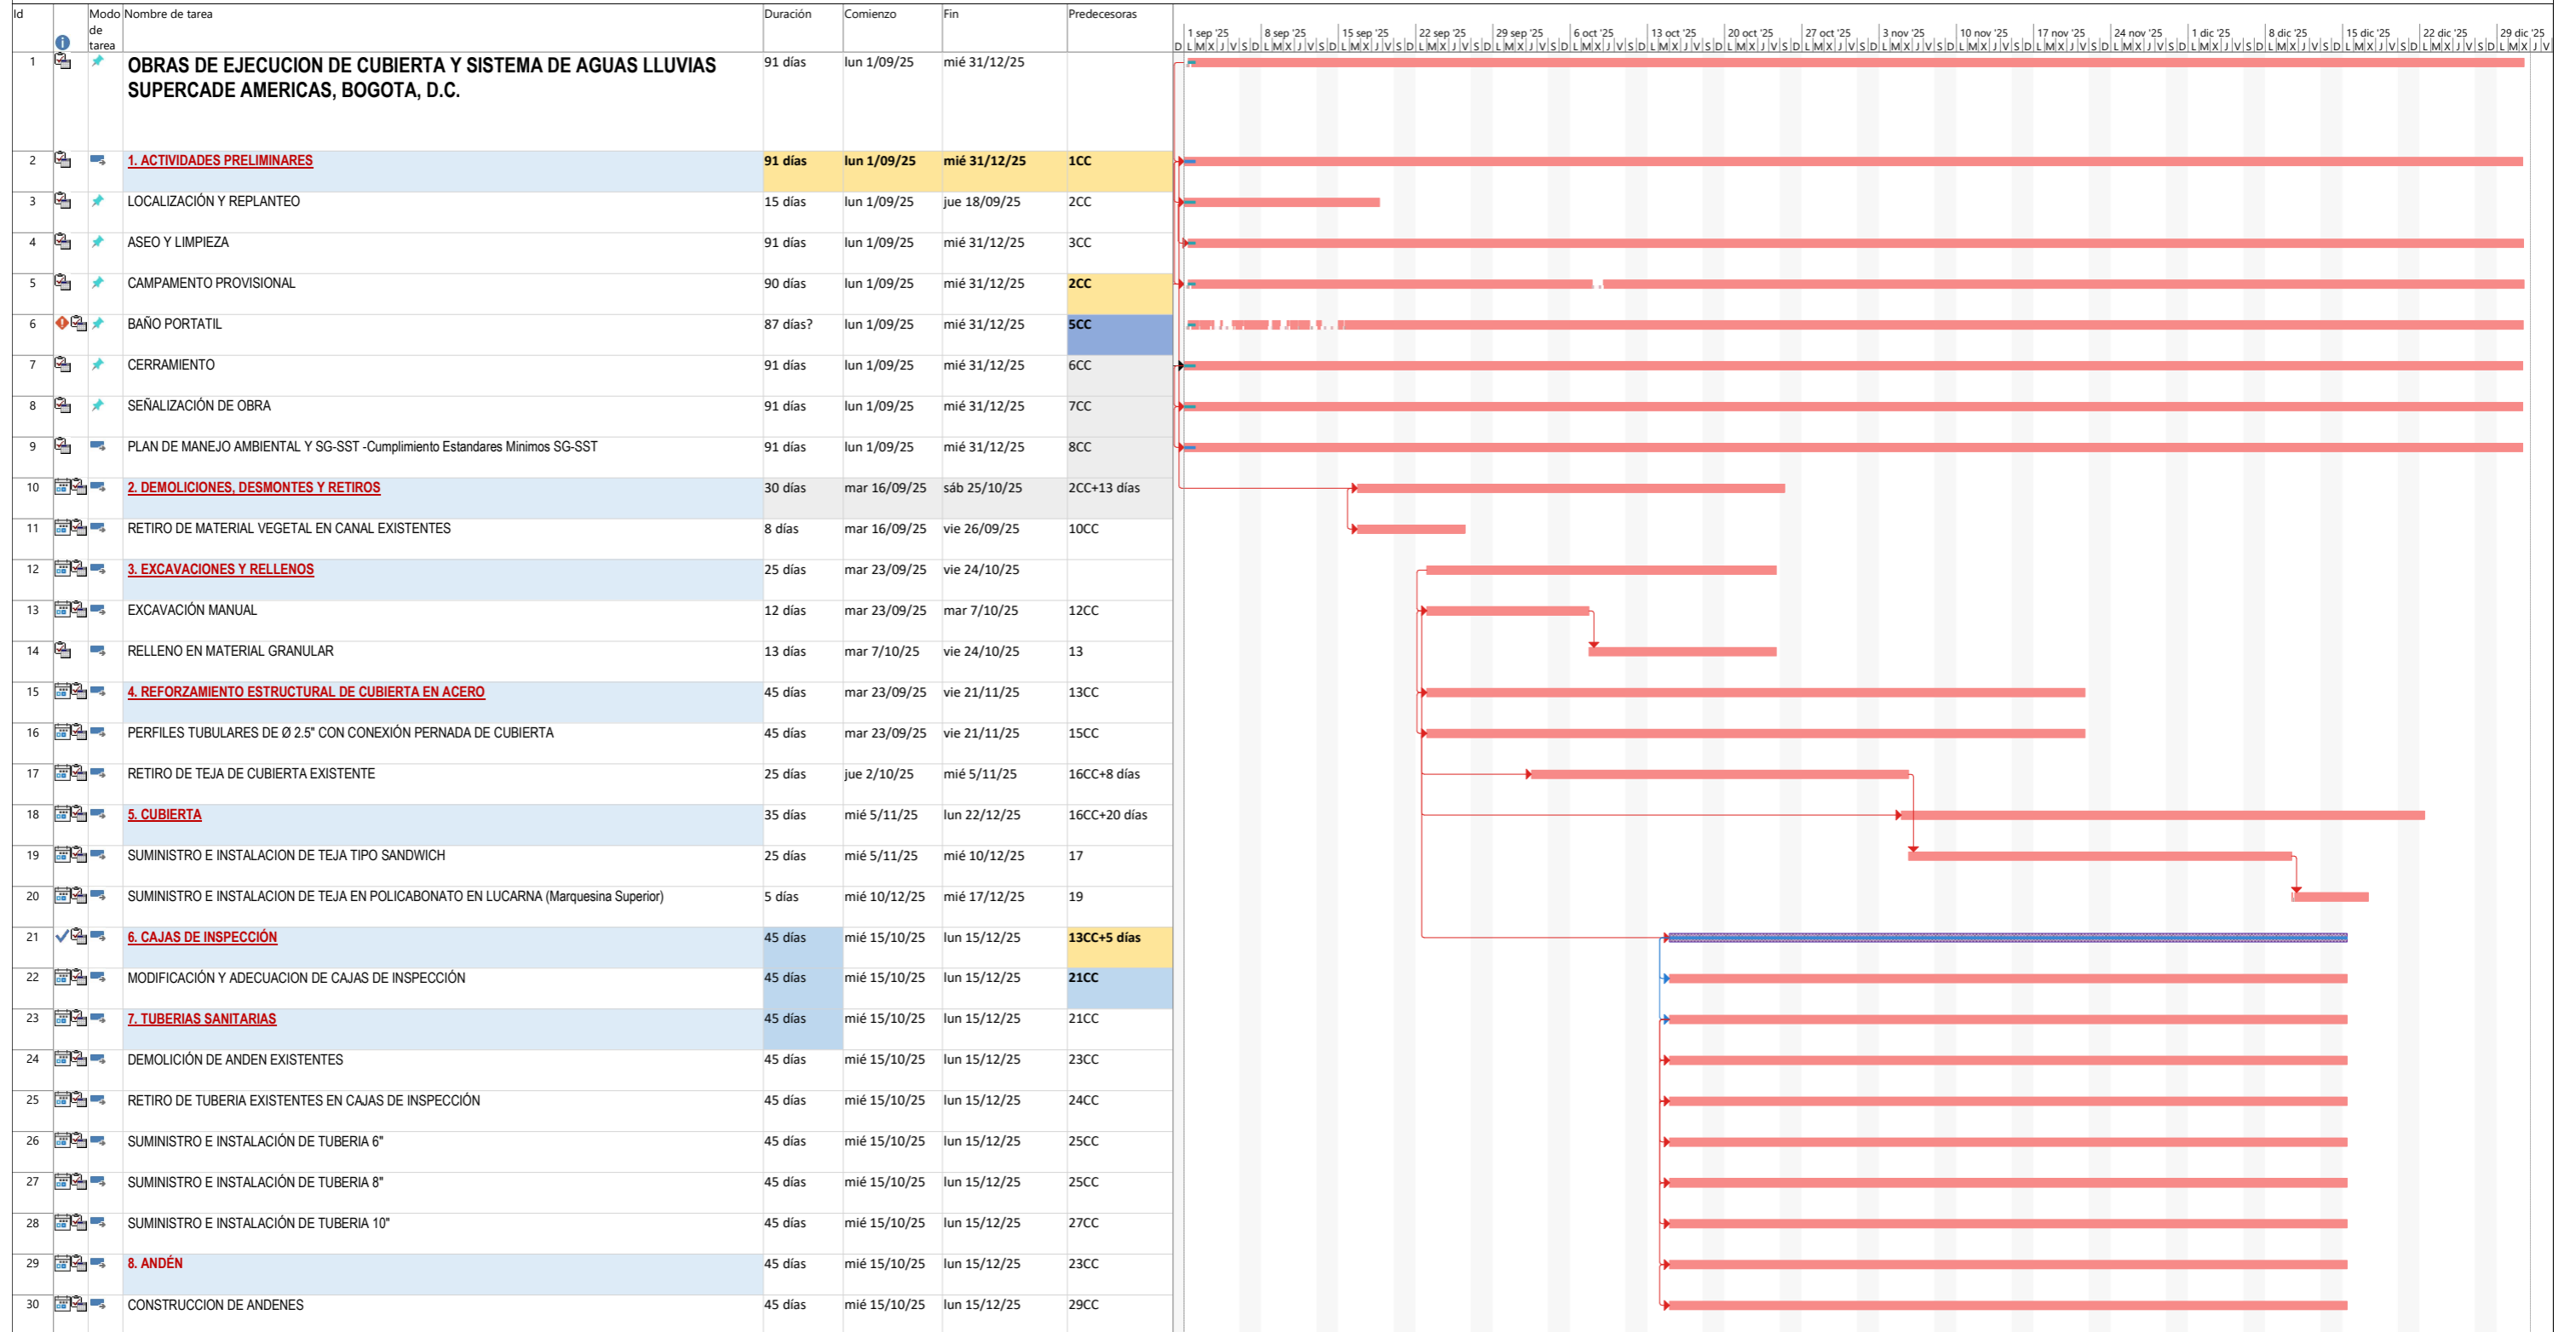 Id Modo de tarea Nombre de tarea Duración Comienzo Fin Predecesoras
1 sep '25 8 sep '25 15 sep '25 22 sep '25 29 sep '25 6 oct '25 13 oct '25 20 oct '25 27 oct '25 3 nov '25 10 nov '25 17 nov '25 24 nov '25 1 dic '25 8 dic '25 15 dic '25 22 dic '25 29 dic '25
D L M X J V S D L M X J V S D L M X J V S D L M X J V S D L M X J V S D L M X J V S D L M X J V S D L M X J V S D L M X J V S D L M X J V S D L M X J V S D L M X J V S D L M X J V S D L M X J V S D L M X J V S D L M X J V S D L M X J V S D L M X J V S D L M X J V
1 OBRAS DE EJECUCION DE CUBIERTA Y SISTEMA DE AGUAS LLUVIAS 91 días lun 1/09/25 mié 31/12/25
SUPERCADE AMERICAS, BOGOTA, D.C.
2 1. ACTIVIDADES PRELIMINARES 91 días lun 1/09/25 mié 31/12/25 1CC
3 LOCALIZACIÓN Y REPLANTEO 15 días lun 1/09/25 jue 18/09/25 2CC
4 ASEO Y LIMPIEZA 91 días lun 1/09/25 mié 31/12/25 3CC
5 CAMPAMENTO PROVISIONAL 90 días lun 1/09/25 mié 31/12/25 2CC
6 BAÑO PORTATIL 87 días? lun 1/09/25 mié 31/12/25 5CC
7 CERRAMIENTO 91 días lun 1/09/25 mié 31/12/25 6CC
8 SEÑALIZACIÓN DE OBRA 91 días lun 1/09/25 mié 31/12/25 7CC
9 PLAN DE MANEJO AMBIENTAL Y SG-SST -Cumplimiento Estandares Minimos SG-SST 91 días lun 1/09/25 mié 31/12/25 8CC
10 2. DEMOLICIONES, DESMONTES Y RETIROS 30 días mar 16/09/25 sáb 25/10/25 2CC+13 días
11 RETIRO DE MATERIAL VEGETAL EN CANAL EXISTENTES 8 días mar 16/09/25 vie 26/09/25 10CC
12 3. EXCAVACIONES Y RELLENOS 25 días mar 23/09/25 vie 24/10/25
13 EXCAVACIÓN MANUAL 12 días mar 23/09/25 mar 7/10/25 12CC
14 RELLENO EN MATERIAL GRANULAR 13 días mar 7/10/25 vie 24/10/25 13
15 4. REFORZAMIENTO ESTRUCTURAL DE CUBIERTA EN ACERO 45 días mar 23/09/25 vie 21/11/25 13CC
16 PERFILES TUBULARES DE Ø 2.5" CON CONEXIÓN PERNADA DE CUBIERTA 45 días mar 23/09/25 vie 21/11/25 15CC
17 RETIRO DE TEJA DE CUBIERTA EXISTENTE 25 días jue 2/10/25 mié 5/11/25 16CC+8 días
18 5. CUBIERTA 35 días mié 5/11/25 lun 22/12/25 16CC+20 días
19 SUMINISTRO E INSTALACION DE TEJA TIPO SANDWICH 25 días mié 5/11/25 mié 10/12/25 17
20 SUMINISTRO E INSTALACION DE TEJA EN POLICABONATO EN LUCARNA (Marquesina Superior) 5 días mié 10/12/25 mié 17/12/25 19
21 6. CAJAS DE INSPECCIÓN 45 días mié 15/10/25 lun 15/12/25 13CC+5 días
22 MODIFICACIÓN Y ADECUACION DE CAJAS DE INSPECCIÓN 45 días mié 15/10/25 lun 15/12/25 21CC
23 7. TUBERIAS SANITARIAS 45 días mié 15/10/25 lun 15/12/25 21CC
24 DEMOLICIÓN DE ANDEN EXISTENTES 45 días mié 15/10/25 lun 15/12/25 23CC
25 RETIRO DE TUBERIA EXISTENTES EN CAJAS DE INSPECCIÓN 45 días mié 15/10/25 lun 15/12/25 24CC
26 SUMINISTRO E INSTALACIÓN DE TUBERIA 6" 45 días mié 15/10/25 lun 15/12/25 25CC
27 SUMINISTRO E INSTALACIÓN DE TUBERIA 8" 45 días mié 15/10/25 lun 15/12/25 25CC
28 SUMINISTRO E INSTALACIÓN DE TUBERIA 10" 45 días mié 15/10/25 lun 15/12/25 27CC
29 8. ANDÉN 45 días mié 15/10/25 lun 15/12/25 23CC
30 CONSTRUCCION DE ANDENES 45 días mié 15/10/25 lun 15/12/25 29CC